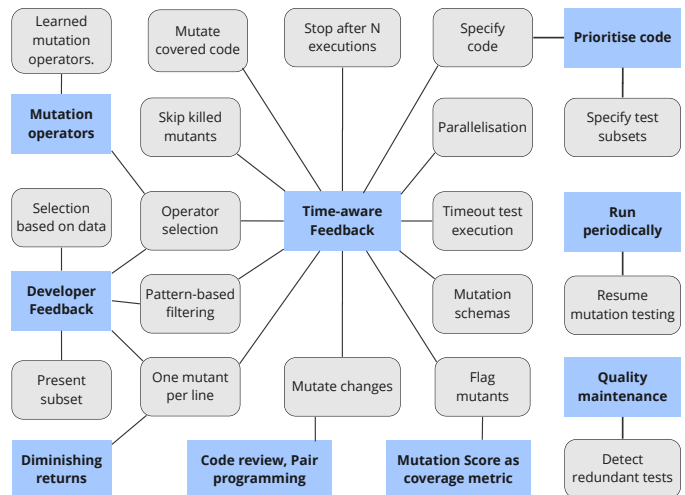 Learned
mutation
operators.
Mutate
covered code
Stop after N
executions
Specify
code
Prioritise code
Mutation
operators
Skip killed
mutants
Parallelisation
Specify test
subsets
Selection
based on data
Operator
selection
Time-aware
Feedback
Timeout test
execution
Run
periodically
Developer
Feedback
Pattern-based
filtering
Mutation
schemas
Resume
mutation testing
Present
subset
One mutant
per line
Mutate changes
Flag
mutants
Quality
maintenance
Diminishing
returns
Code review, Pair
programming
Mutation Score as
coverage metric
Detect
redundant tests